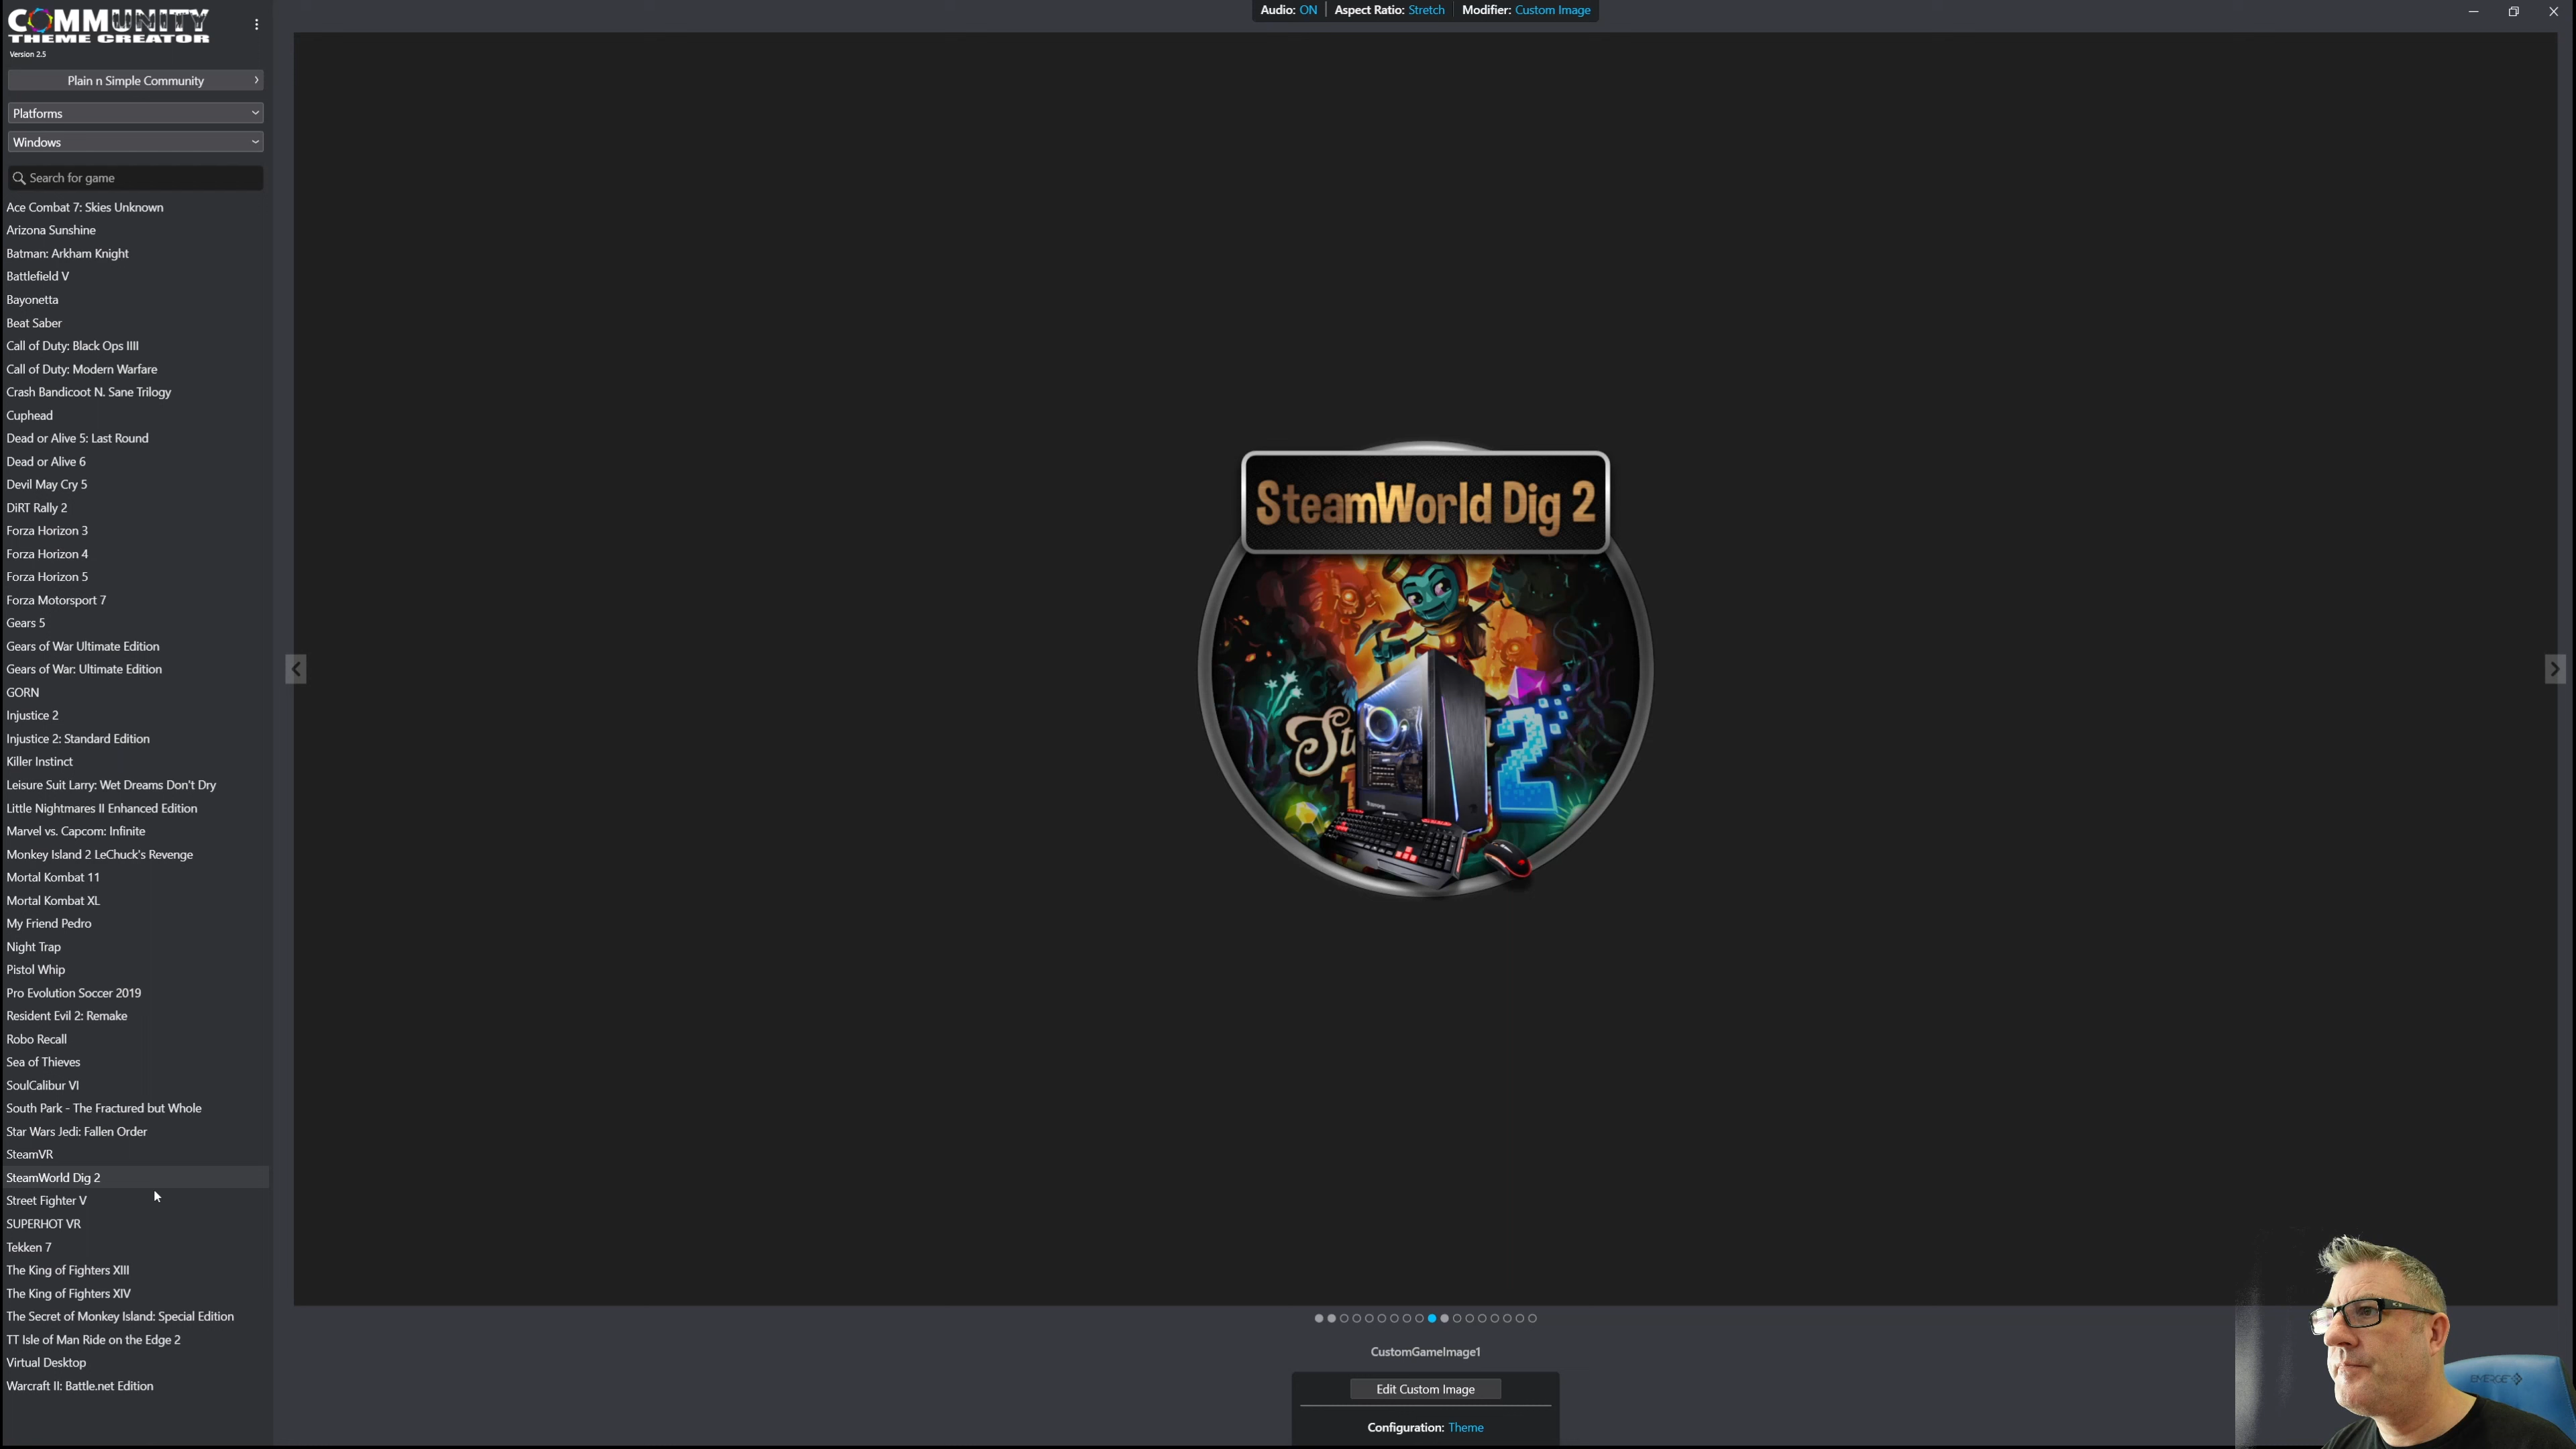 COMMUNITY
THEME CREATOR
Version 2.5
Plain n Simple Community
Platforms
Windows
Search for game
Ace Combat 7: Skies Unknown
Arizona Sunshine
Batman: Arkham Knight
Battlefield V
Bayonetta
Beat Saber
Call of Duty: Black Ops IIII
Call of Duty: Modern Warfare
Crash Bandicoot N. Sane Trilogy
Cuphead
Dead or Alive 5: Last Round
Dead or Alive 6
Devil May Cry 5
DiRT Rally 2
Forza Horizon 3
Forza Horizon 4
Forza Horizon 5
Forza Motorsport 7
Gears 5
Gears of War Ultimate Edition
Gears of War: Ultimate Edition
GORN
Injustice 2
Injustice 2: Standard Edition
Killer Instinct
Leisure Suit Larry: Wet Dreams Don't Dry
Little Nightmares II Enhanced Edition
Marvel vs. Capcom: Infinite
Monkey Island 2 LeChuck's Revenge
Mortal Kombat 11
Mortal Kombat XL
My Friend Pedro
Night Trap
Pistol Whip
Pro Evolution Soccer 2019
Resident Evil 2: Remake
Robo Recall
Sea of Thieves
SoulCalibur VI
South Park - The Fractured but Whole
Star Wars Jedi: Fallen Order
SteamVR
SteamWorld Dig 2
Street Fighter V
SUPERHOT VR
Tekken 7
The King of Fighters XIII
The King of Fighters XIV
The Secret of Monkey Island: Special Edition
TT Isle of Man Ride on the Edge 2
Virtual Desktop
Warcraft II: Battle.net Edition
Audio: ON
Aspect Ratio: Stretch
Modifier: Custom Image
SteamWorld Dig 2
St
2
CustomGameImage1
Edit Custom Image
Configuration: Theme